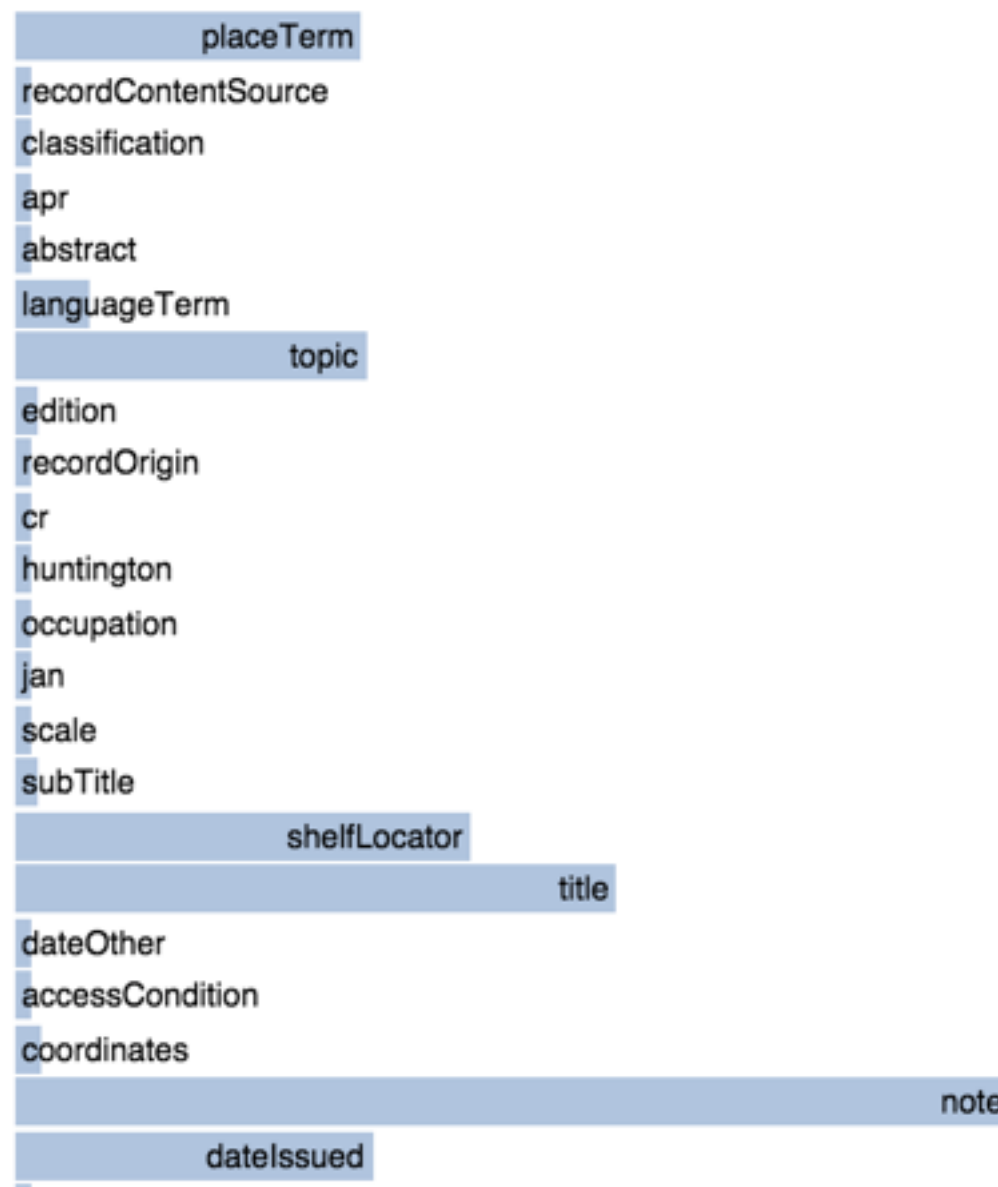 placeTerm
recordContentSource
classification
apr
abstract
languageTerm
topic
edition
recordOrigin
cr
huntington
occupation
jan
scale
subTitle
shelfLocator
title
dateOther
accessCondition
coordinates
note
dateIssued